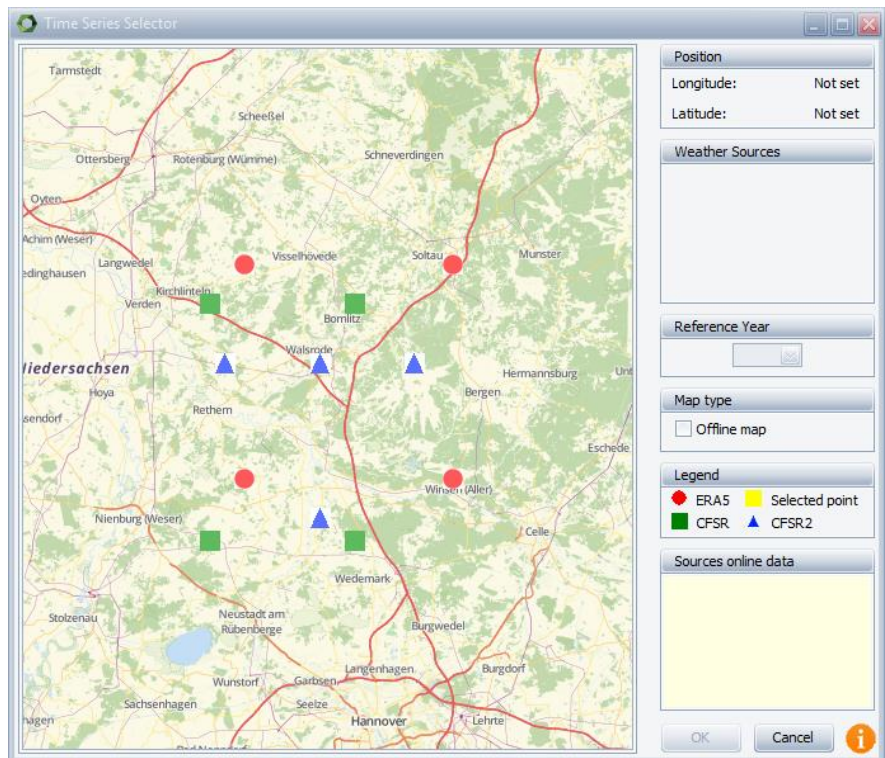 Time Series Selector
Tarmstedt
Scheeßel
Ottersberg
Rotenburg (Wümme)
Schneverdingen
Oyten
Achim (Weser)
Langwedel
Visselhövede
Soltau
Munster
edinghausen
Kirchlinteln
Verden
Bomlitz
Walsrode
Niedersachsen
Hermannsburg
Unt
Hoya
Bergen
Rethem
sendorf
Eschede
Winsen (Aller)
Nienburg (Weser)
Celle
Wedemark
Stolzenau
Neustadt am
Rübenberge
Burgwedel
Langenhagen
Burgdorf
Wunstorf
Garbsen
Sachsenhagen
Seelze
hagen
Hannover
Lehrte
Position
Longitude: Not set
Latitude: Not set
Weather Sources
Reference Year
Map type
Offline map
Legend
ERA5 Selected point
CFSR CFSR2
Sources online data
OK Cancel i